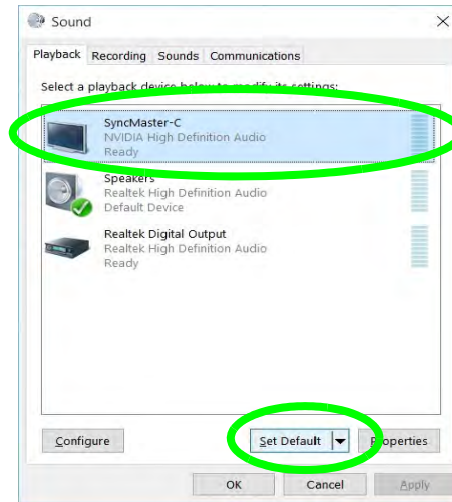 Sound
Playback Recording Sounds Communications
Select a playback device below to modify its settings:
SyncMaster-C
NVIDIA High Definition Audio
Ready
Speakers
Realtek High Definition Audio
Default Device
Realtek Digital Output
Realtek High Definition Audio
Ready
Configure Set Default Properties
OK Cancel Apply